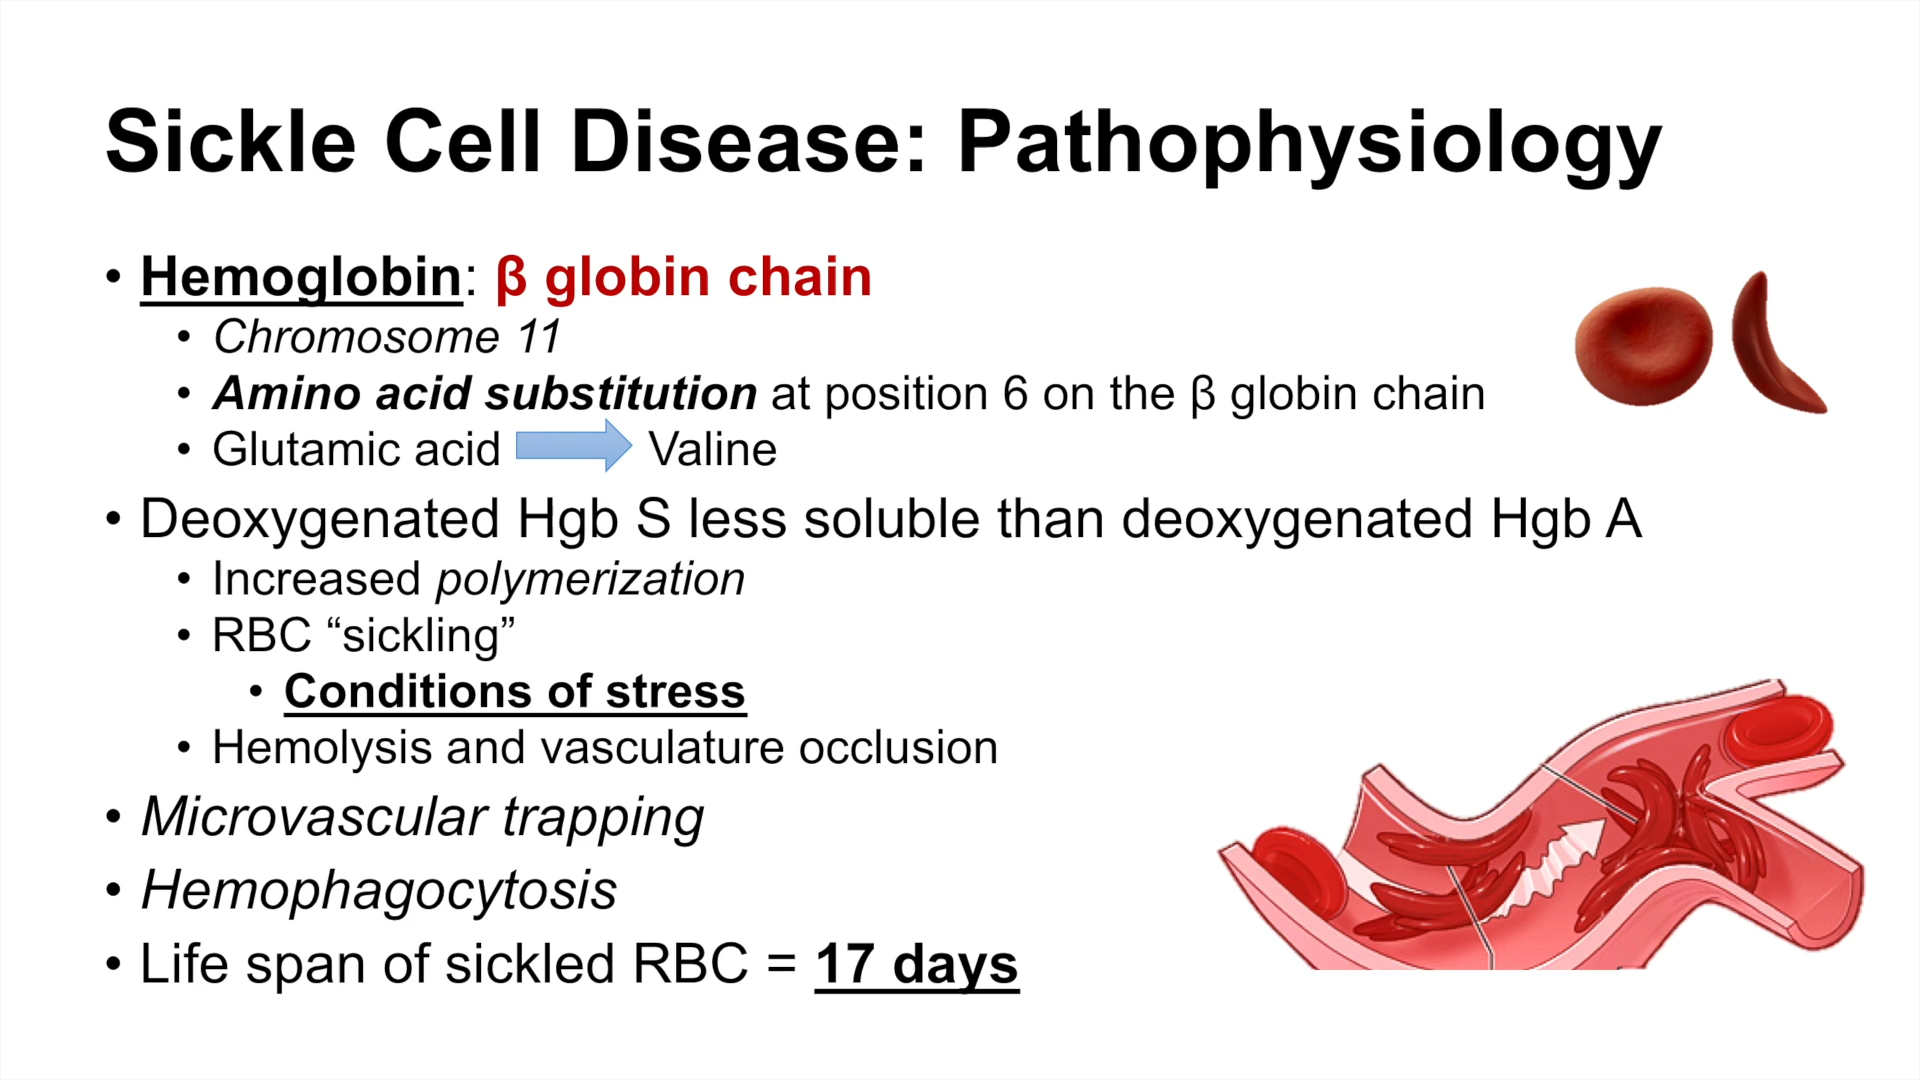 Sickle Cell Disease: Pathophysiology
• Hemoglobin: β globin chain
• Chromosome 11
• Amino acid substitution at position 6 on the β globin chain
• Glutamic acid Valine
• Deoxygenated Hgb S less soluble than deoxygenated Hgb A
• Increased polymerization
• RBC “sickling”
• Conditions of stress
• Hemolysis and vasculature occlusion
• Microvascular trapping
• Hemophagocytosis
• Life span of sickled RBC = 17 days